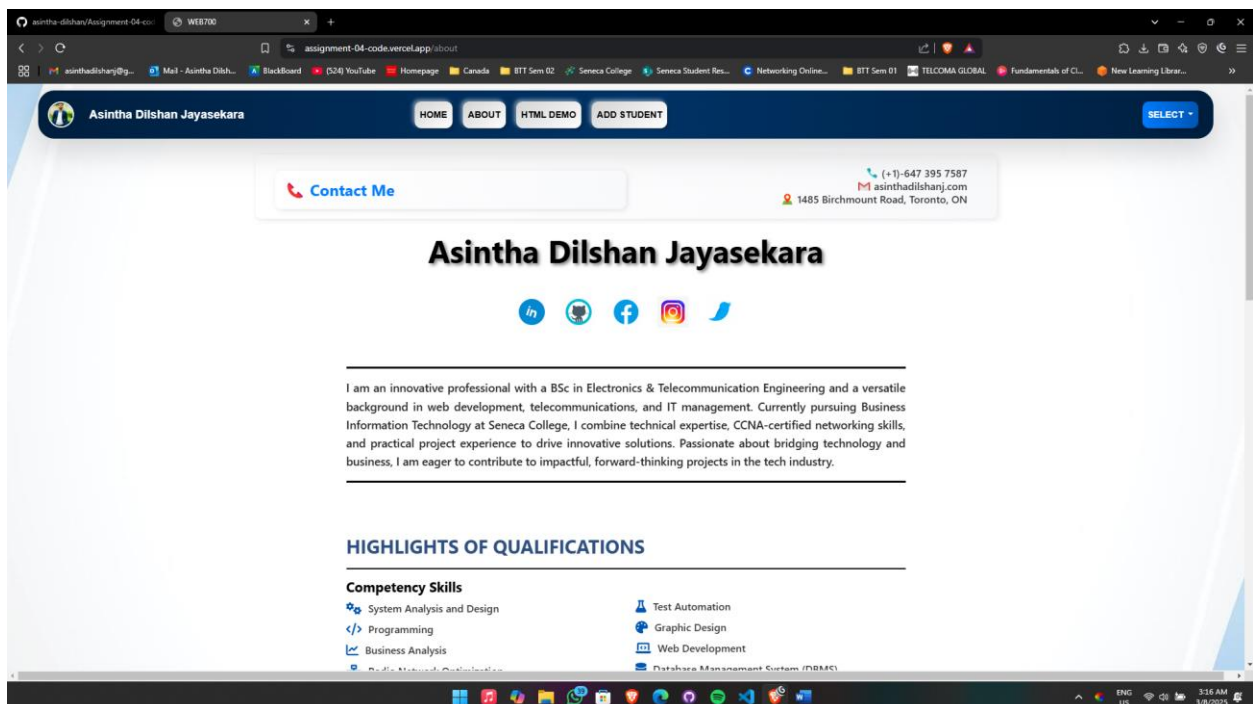 asintha-dilshan/Assignment-04-cod
WEB700
assignment-04-code.vercel.app/about
asinthadilshanj@g...
Mail - Asintha Dilsh...
BlackBoard
(524) YouTube
Homepage
Canada
BTT Sem 02
Seneca College
Seneca Student Res...
Networking Online...
BTT Sem 01
TELCOMA GLOBAL
Fundamentals of Cl...
New Learning Librar...
Asintha Dilshan Jayasekara
HOME
ABOUT
HTML DEMO
ADD STUDENT
SELECT
Contact Me
(+1)-647 395 7587
asinthadilshanj.com
1485 Birchmount Road, Toronto, ON
Asintha Dilshan Jayasekara
I am an innovative professional with a BSc in Electronics & Telecommunication Engineering and a versatile
background in web development, telecommunications, and IT management. Currently pursuing Business
Information Technology at Seneca College, I combine technical expertise, CCNA-certified networking skills,
and practical project experience to drive innovative solutions. Passionate about bridging technology and
business, I am eager to contribute to impactful, forward-thinking projects in the tech industry.
HIGHLIGHTS OF QUALIFICATIONS
Competency Skills
System Analysis and Design
Test Automation
Programming
Graphic Design
Business Analysis
Web Development
Radio Network Optimization
Database Management System (DBMS)
ENG
US
3:16 AM
3/8/2025